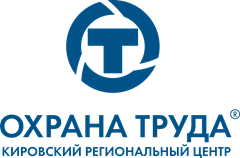 Т
ОХРАНА ТРУДА®
КИРОВСКИЙ РЕГИОНАЛЬНЫЙ ЦЕНТР